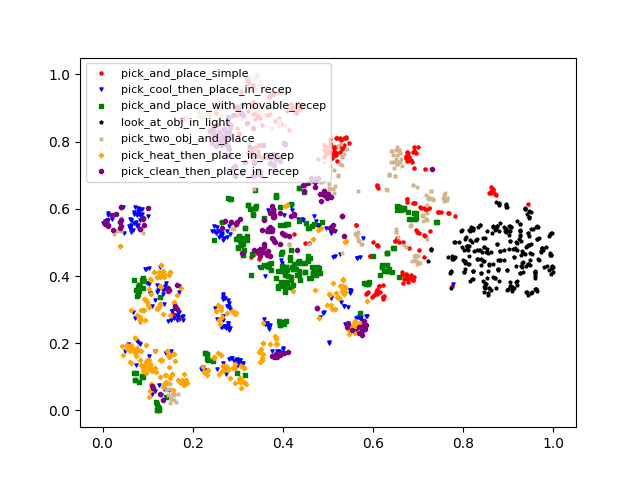 1.0
0.8
0.6
0.4
0.2
0.0
pick_and_place_simple
pick_cool_then_place_in_recep
pick_and_place_with_movable_recep
look_at_obj_in_light
pick_two_obj_and_place
pick_heat_then_place_in_recep
pick_clean_then_place_in_recep
0.0 0.2 0.4 0.6 0.8 1.0